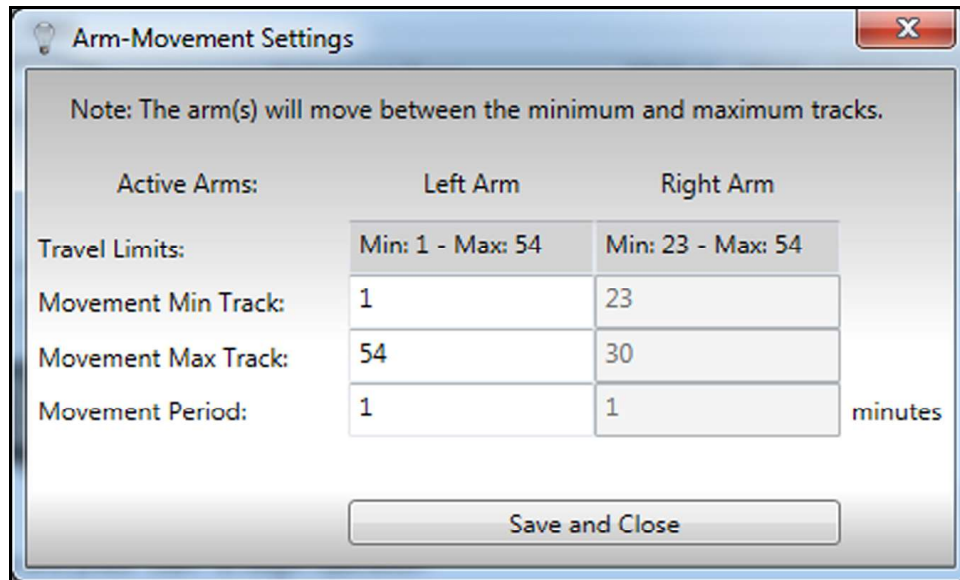 Arm-Movement Settings
Note: The arm(s) will move between the minimum and maximum tracks.
Active Arms: Left Arm Right Arm
Travel Limits: Min: 1 - Max: 54 Min: 23 - Max: 54
Movement Min Track: 1 23
Movement Max Track: 54 30
Movement Period: 1 1 minutes
Save and Close